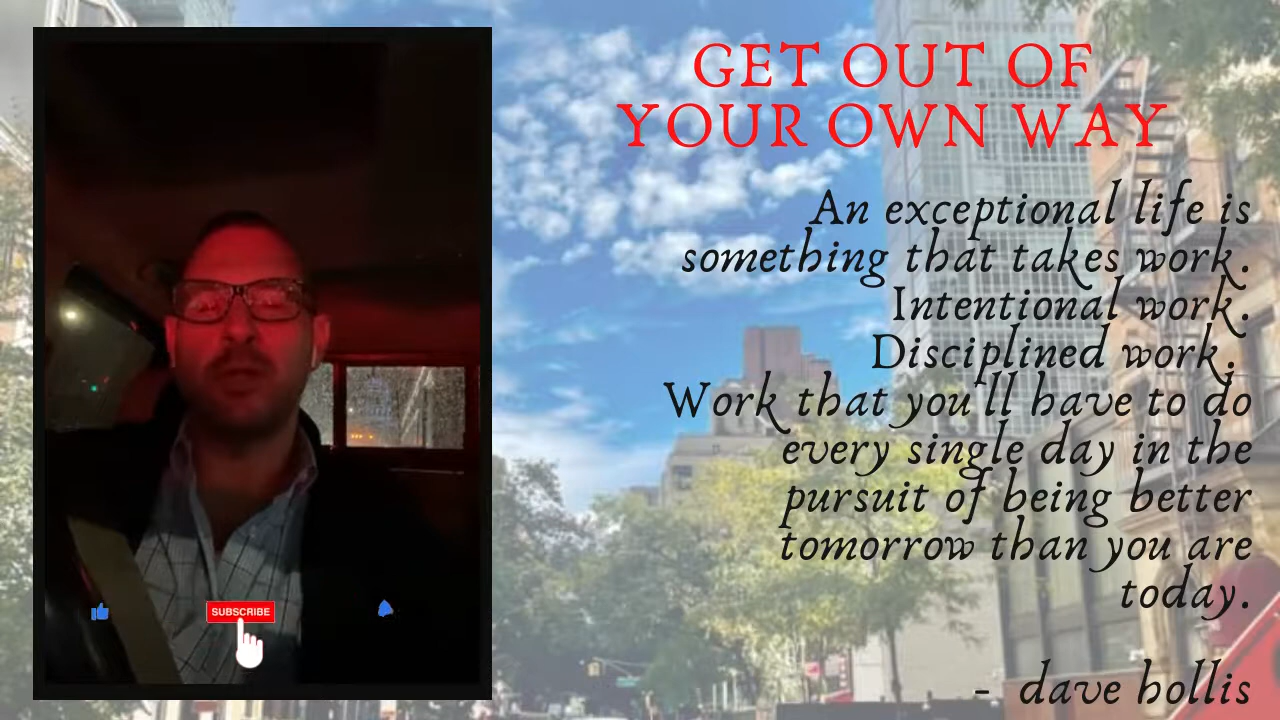 GET OUT OF
YOUR OWN WAY
An exceptional life is
something that takes work.
Intentional work.
Disciplined work.
Work that you'll have to do
every single day in the
pursuit of being better
tomorrow than you are
today.
- dave hollis
SUBSCRIBE